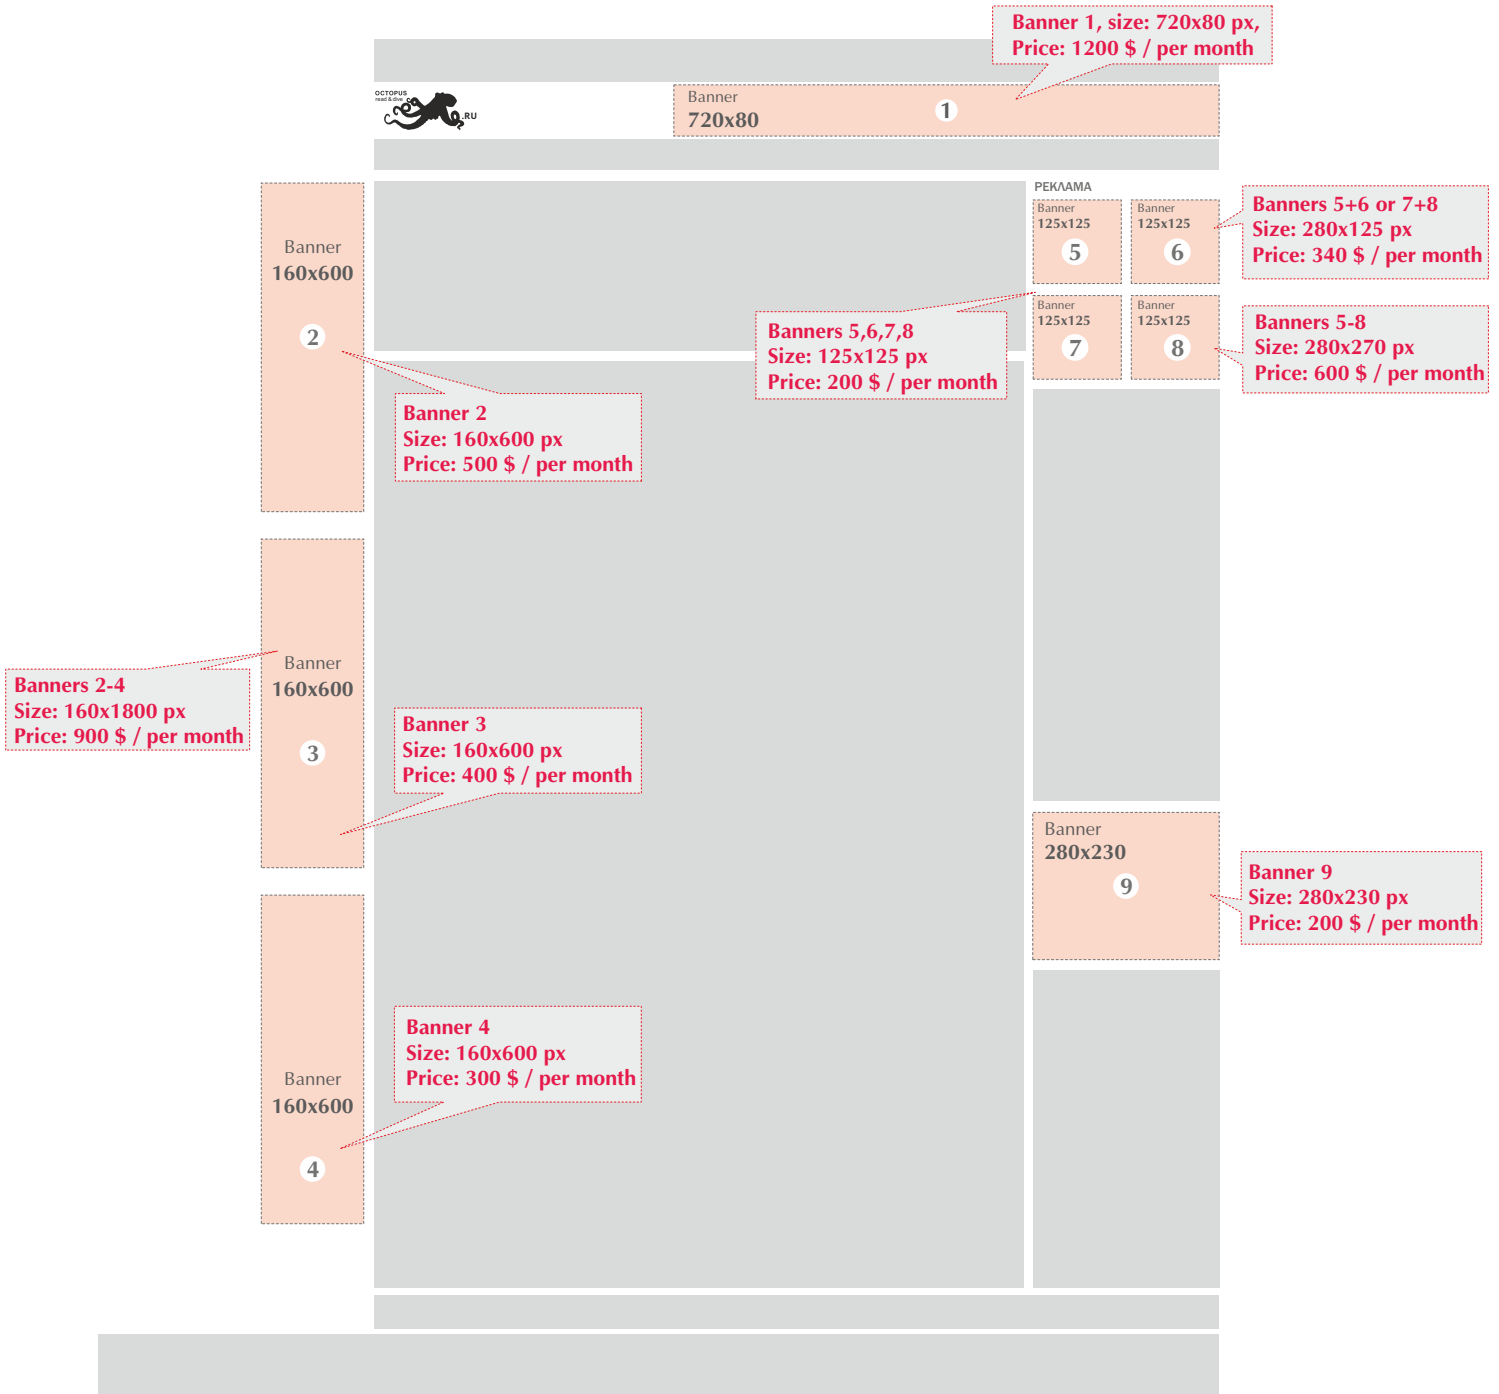 Banner 1, size: 720x80 px,
Price: 1200 $ / per month
OCTOPUS
read & dive
.RU
Banner
720x80
1
РЕКЛАМА
Banner
160x600
2
Banner
125x125
5
Banner
125x125
6
Banners 5+6 or 7+8
Size: 280x125 px
Price: 340 $ / per month
Banner
125x125
7
Banner
125x125
8
Banners 5,6,7,8
Size: 125x125 px
Price: 200 $ / per month
Banners 5-8
Size: 280x270 px
Price: 600 $ / per month
Banner 2
Size: 160x600 px
Price: 500 $ / per month
Banner
160x600
3
Banners 2-4
Size: 160x1800 px
Price: 900 $ / per month
Banner 3
Size: 160x600 px
Price: 400 $ / per month
Banner
280x230
9
Banner 9
Size: 280x230 px
Price: 200 $ / per month
Banner 4
Size: 160x600 px
Price: 300 $ / per month
Banner
160x600
4